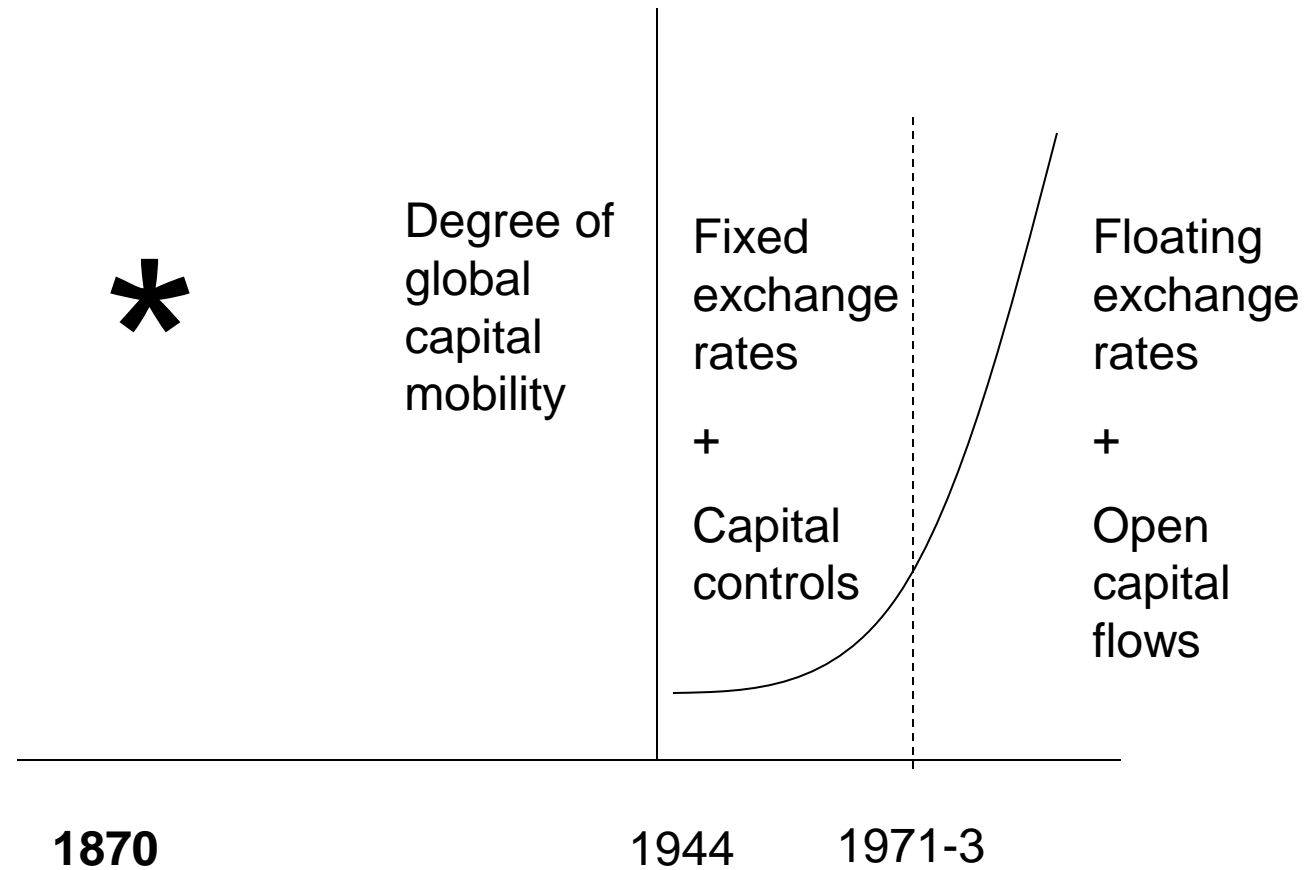 *
Degree of
global
capital
mobility
Fixed
exchange
rates
+
Capital
controls
Floating
exchange
rates
+
Open
capital
flows
1870
1944
1971-3